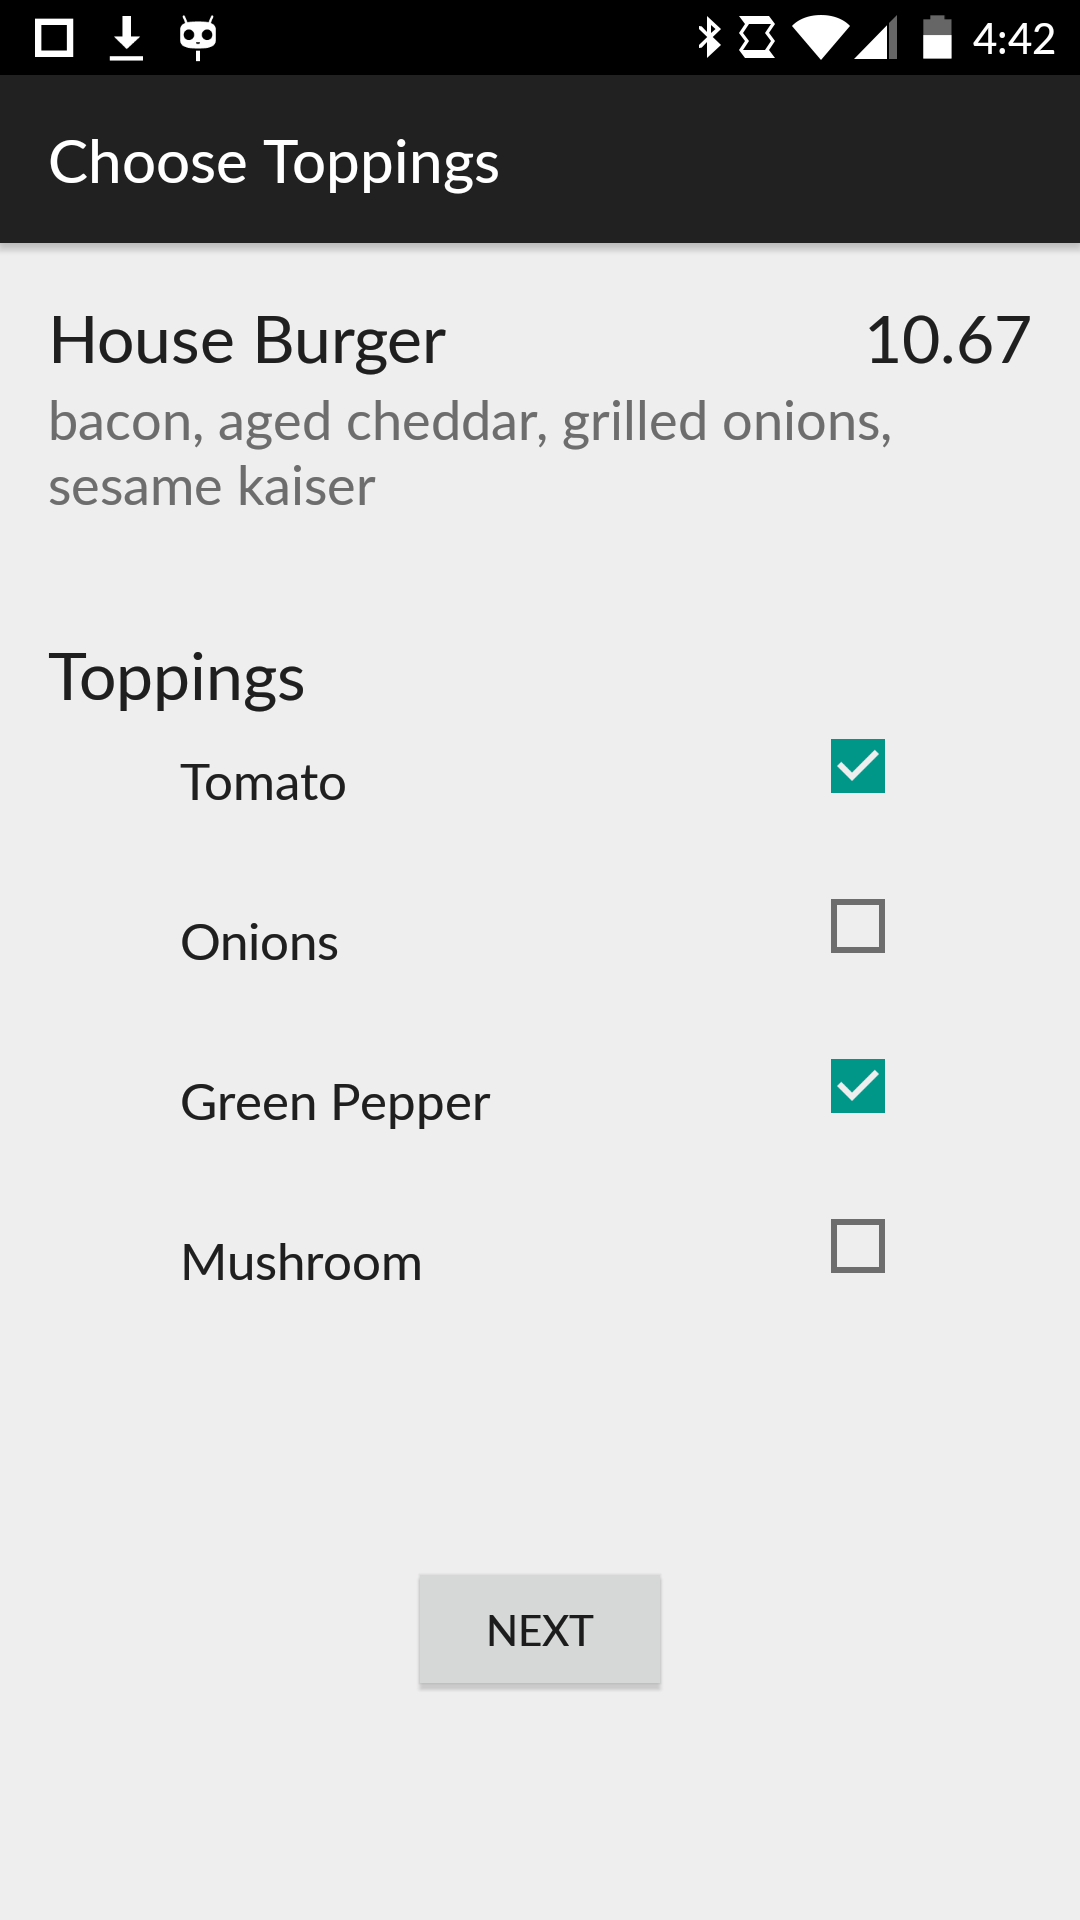 4:42
Choose Toppings
House Burger 10.67
bacon, aged cheddar, grilled onions,
sesame kaiser
Toppings
Tomato
Onions
Green Pepper
Mushroom
NEXT